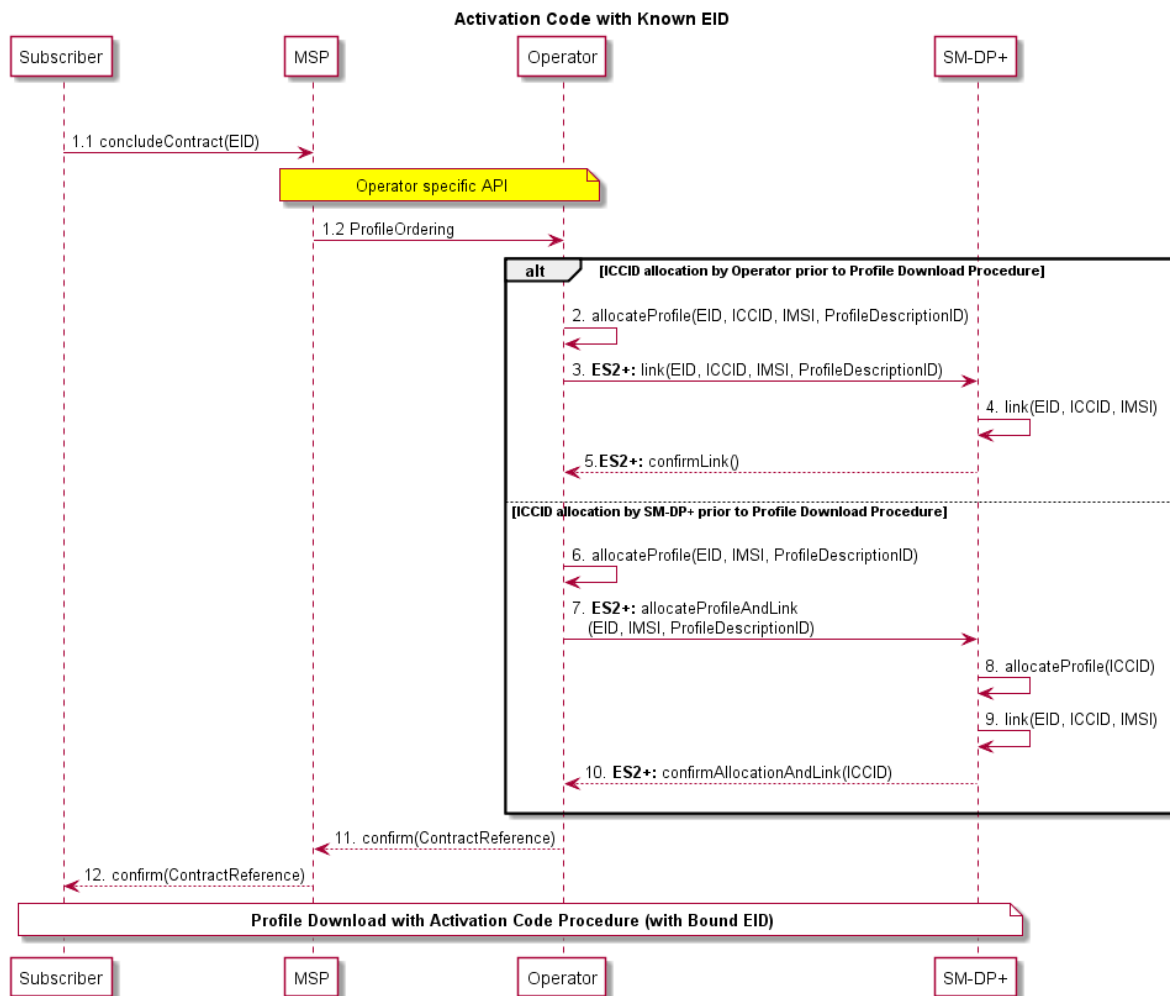 Activation Code with Known EID
Subscriber MSP Operator SM-DP+
1.1 concludeContract(EID)
Operator specific API
1.2 ProfileOrdering
alt [ICCID allocation by Operator prior to Profile Download Procedure]
2. allocateProfile(EID, ICCID, IMSI, ProfileDescriptionID)
3. ES2+: link(EID, ICCID, IMSI, ProfileDescriptionID)
4. link(EID, ICCID, IMSI)
5.ES2+: confirmLink()
[ICCID allocation by SM-DP+ prior to Profile Download Procedure]
6. allocateProfile(EID, IMSI, ProfileDescriptionID)
7. ES2+: allocateProfileAndLink
(EID, IMSI, ProfileDescriptionID)
8. allocateProfile(ICCID)
9. link(EID, ICCID, IMSI)
10. ES2+: confirmAllocationAndLink(ICCID)
11. confirm(ContractReference)
12. confirm(ContractReference)
Profile Download with Activation Code Procedure (with Bound EID)
Subscriber MSP Operator SM-DP+